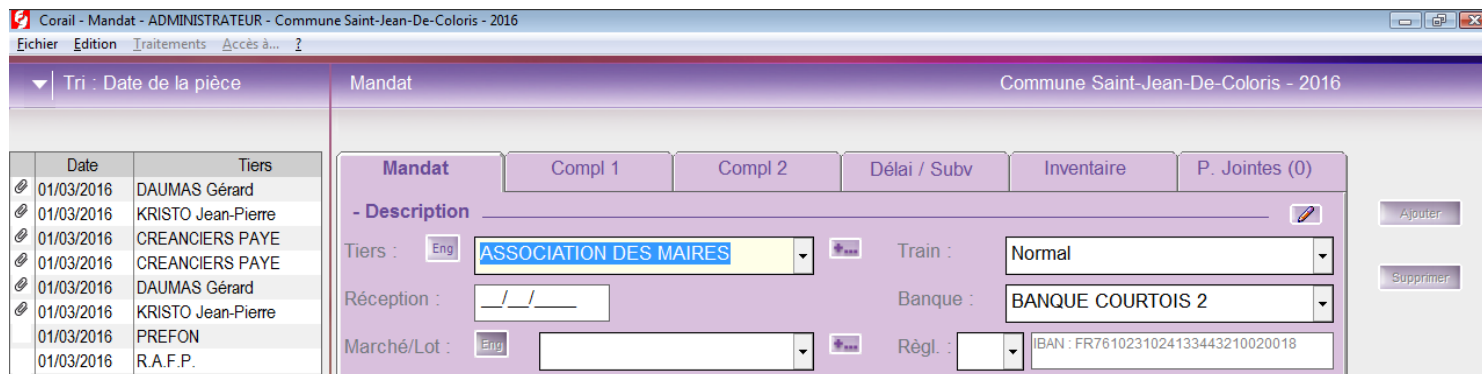 Corail - Mandat - ADMINISTRATEUR - Commune Saint-Jean-De-Coloris - 2016
Fichier Edition Traitements Accès à... ?
Tri : Date de la pièce
Mandat
Commune Saint-Jean-De-Coloris - 2016
Date Tiers
01/03/2016 DAUMAS Gérard
01/03/2016 KRISTO Jean-Pierre
01/03/2016 CREANCIERS PAYE
01/03/2016 CREANCIERS PAYE
01/03/2016 DAUMAS Gérard
01/03/2016 KRISTO Jean-Pierre
01/03/2016 PREFON
01/03/2016 R.A.F.P.
Mandat Compl 1 Compl 2 Délai / Subv Inventaire P. Jointes (0)
- Description
Tiers : Eng ASSOCIATION DES MAIRES +... Train : Normal
Réception : __/__/____ Banque : BANQUE COURTOIS 2
Marché/Lot : Eng +... Règl. : IBAN : FR7610231024133443210020018
Ajouter
Supprimer